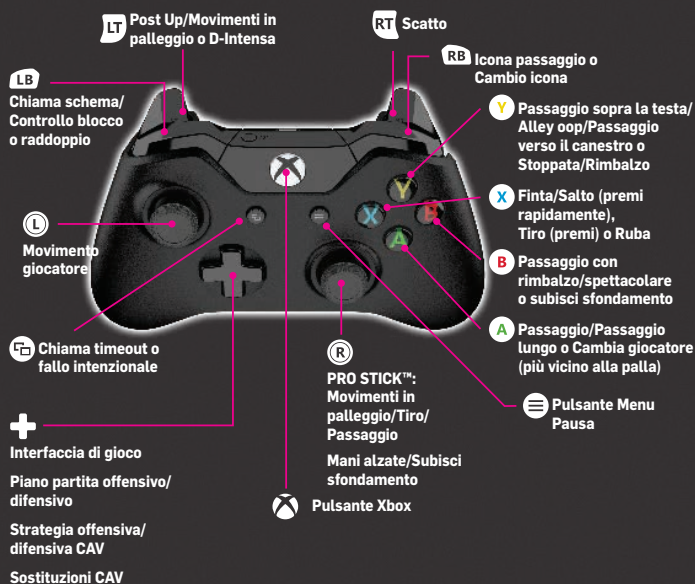 LT Post Up/Movimenti in
palleggio o D-Intensa
RT Scatto
LB
Chiama schema/
Controllo blocco
o raddoppio
RB Icona passaggio o
Cambio icona
Y Passaggio sopra la testa/
Alley oop/Passaggio
verso il canestro o
Stoppata/Rimbalzo
X Finta/Salto (premi
rapidamente),
Tiro (premi) o Ruba
B Passaggio con
rimbalzo/spettacolare
o subisci sfondamento
A Passaggio/Passaggio
lungo o Cambia giocatore
(più vicino alla palla)
Pulsante Menu
Pausa
L
Movimento
giocatore
Chiama timeout o
fallo intenzionale
Interfaccia di gioco
Piano partita offensivo/
difensivo
Strategia offensiva/
difensiva CAV
Sostituzioni CAV
R
PRO STICK™:
Movimenti in
palleggio/Tiro/
Passaggio
Mani alzate/Subisci
sfondamento
Pulsante Xbox
Y
X
B
A